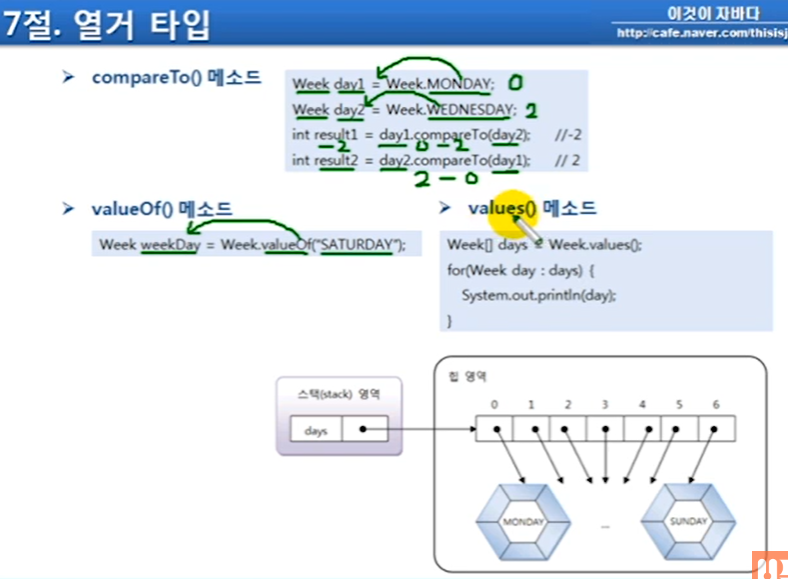 7절. 열거 타입
이것이 자바다
http://cafe.naver.com/thisisj
➢ compareTo() 메소드
Week day1 = Week.MONDAY; 0
Week day2 = Week.WEDNESDAY; 2
int result1 = day1.compareTo(day2); //-2
-2 0 - 2
int result2 = day2.compareTo(day1); // 2
2 - 0
➢ valueOf() 메소드
Week weekDay = Week.valueOf("SATURDAY");
➢ values() 메소드
Week[] days = Week.values();
for(Week day : days) {
System.out.println(day);
}
스택(stack) 영역
days
힙 영역
0 1 2 3 4 5 6
MONDAY ... SUNDAY